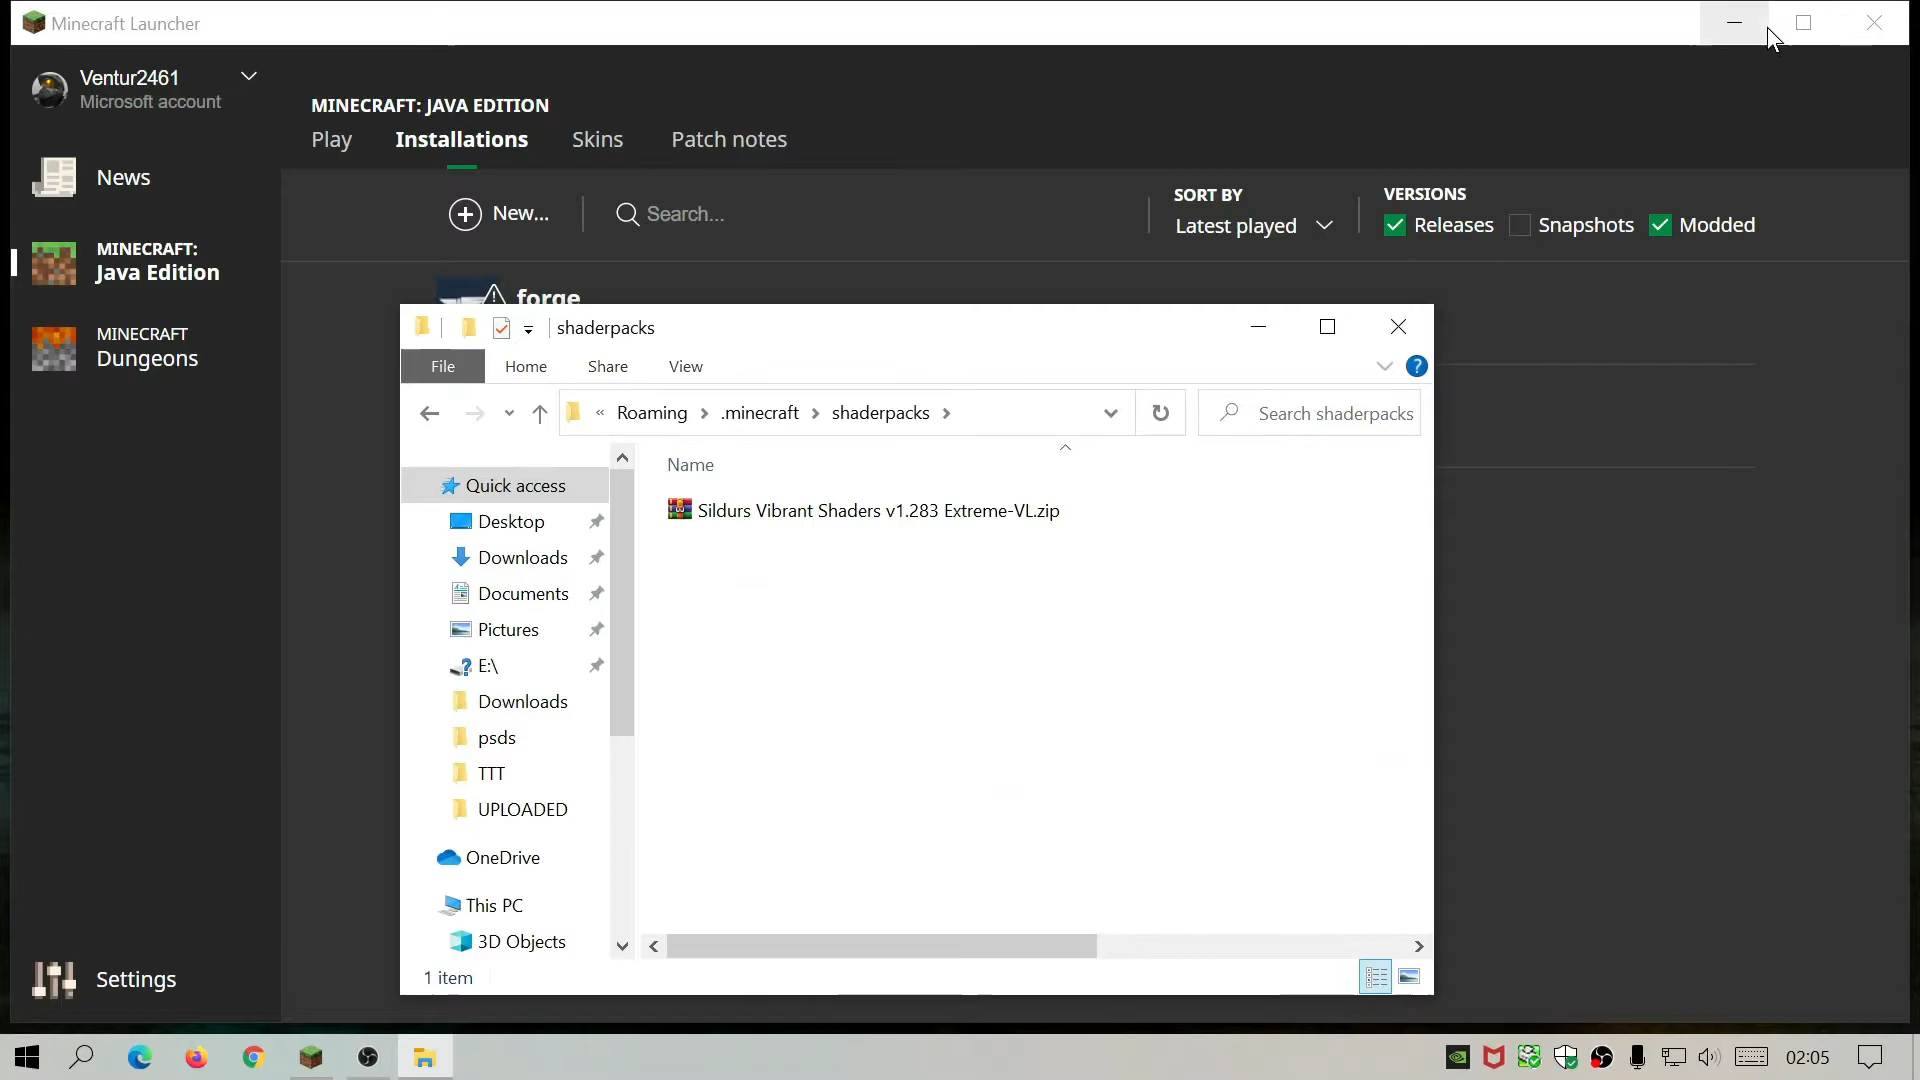 Minecraft Launcher
Ventur2461
Microsoft account
News
MINECRAFT:
Java Edition
MINECRAFT
Dungeons
Settings
MINECRAFT: JAVA EDITION
Play Installations Skins Patch notes
New... Search...
SORT BY
Latest played
VERSIONS
Releases Snapshots Modded
forge
shaderpacks
File Home Share View
« Roaming > .minecraft > shaderpacks >
Search shaderpacks
Name
Sildurs Vibrant Shaders v1.283 Extreme-VL.zip
Quick access
Desktop
Downloads
Documents
Pictures
E:\
Downloads
psds
TTT
UPLOADED
OneDrive
This PC
3D Objects
1 item
02:05